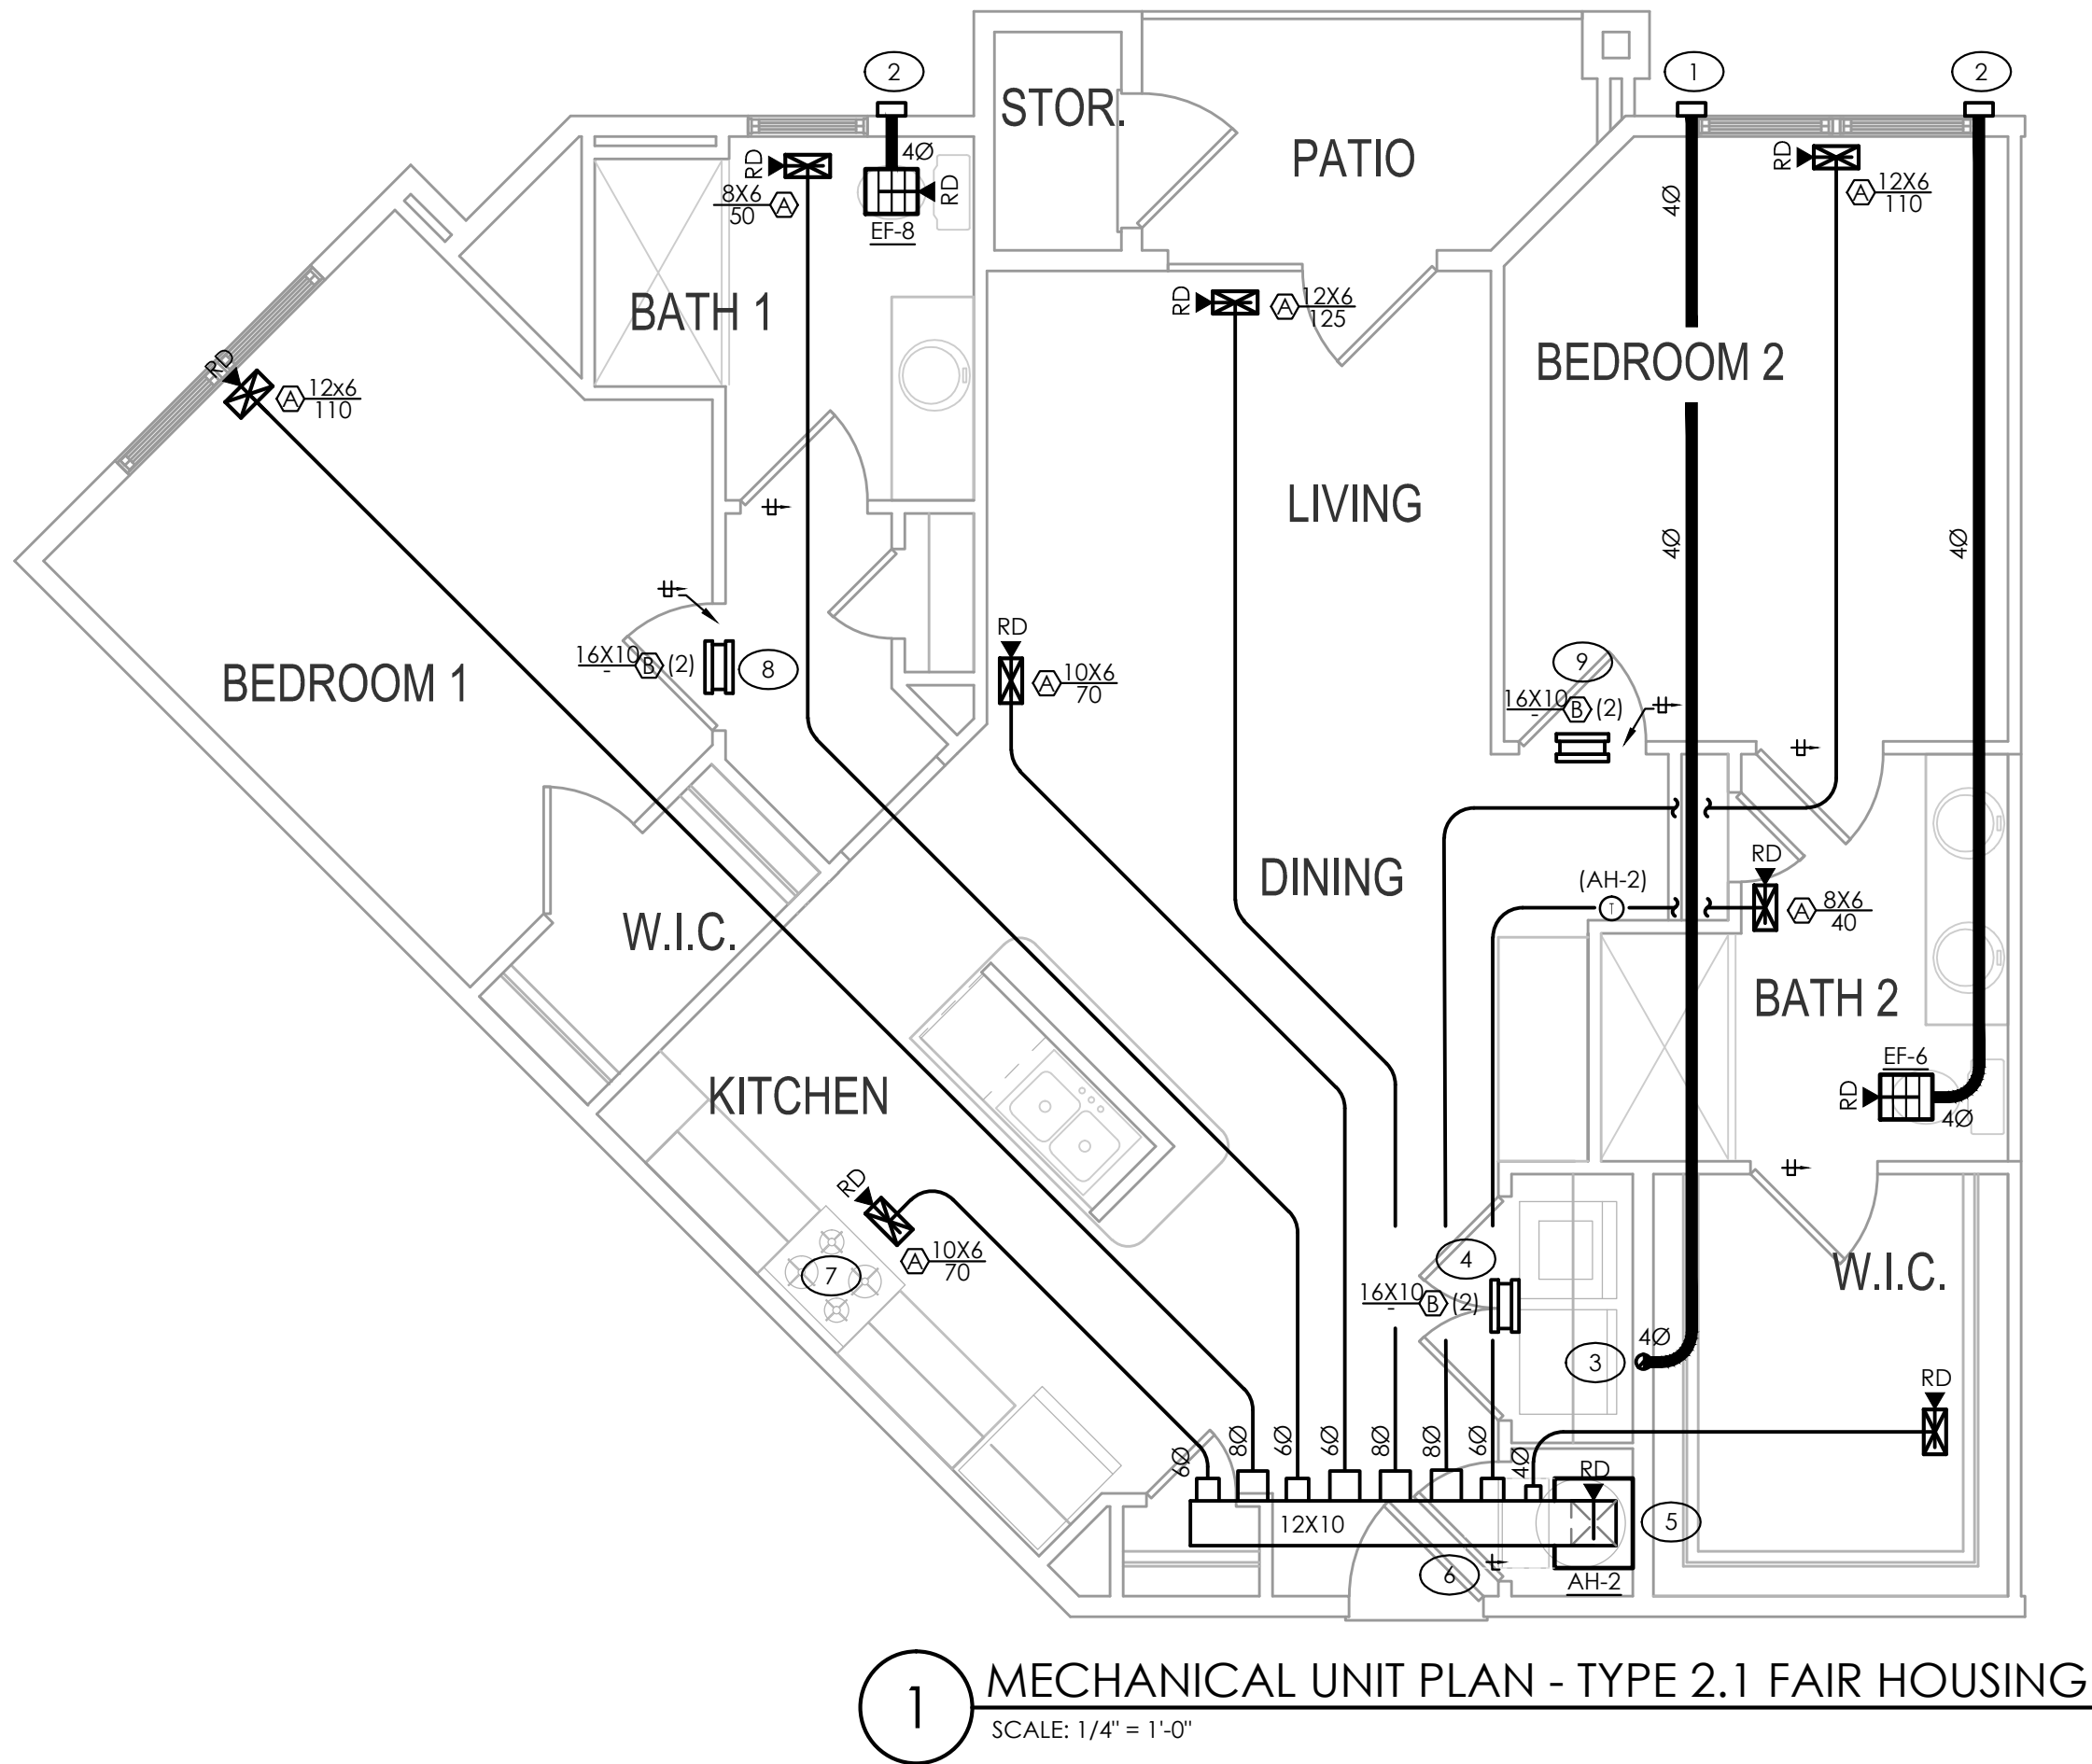 2
1
2
STOR.
PATIO
4Ø
RD
RD
8X6
50
A
EF-8
RD
4Ø
A
12X6
110
BATH 1
RD
A
12X6
125
BEDROOM 2
RD
A
12x6
110
LIVING
4Ø
4Ø
RD
A
10X6
70
BEDROOM 1
16X10
-
B
(2)
8
9
16X10
-
B
(2)
DINING
(AH-2)
T
RD
A
8X6
40
W.I.C.
BATH 2
KITCHEN
EF-6
RD
4Ø
RD
A
10X6
70
7
4
16X10
-
B
(2)
W.I.C.
3
4Ø
RD
6Ø
8Ø
6Ø
6Ø
8Ø
8Ø
6Ø
4Ø
RD
12X10
5
6
AH-2
1
MECHANICAL UNIT PLAN - TYPE 2.1 FAIR HOUSING
SCALE: 1/4" = 1'-0"